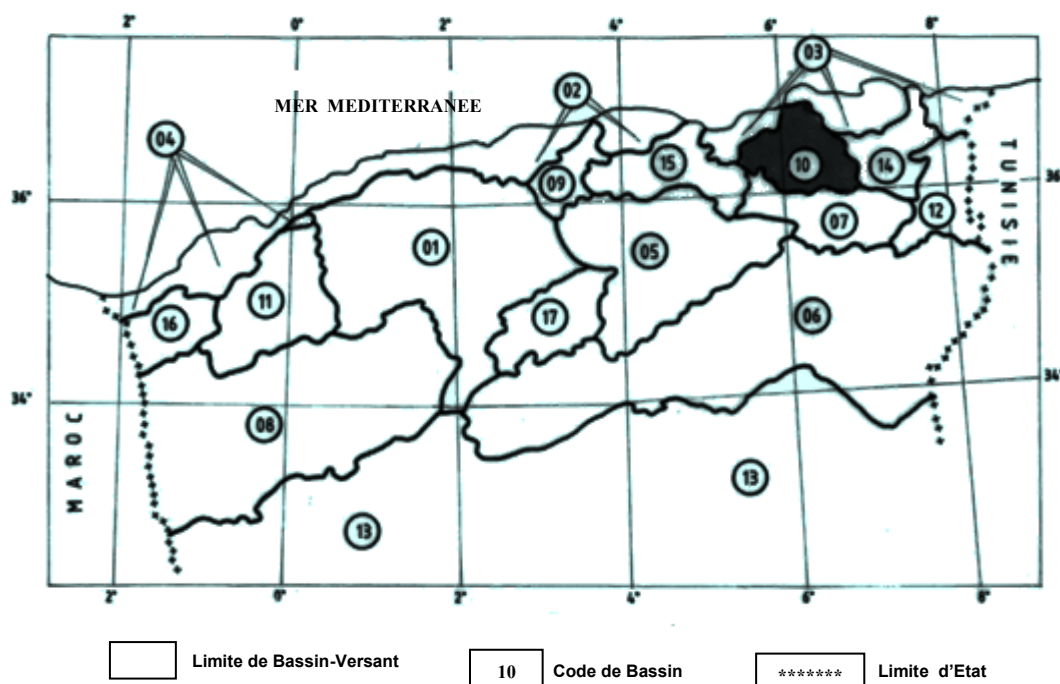 2° 0° 2° 4° 6° 8°
MER MEDITERRANEE
03
02
04
15
10
14
TUNISIE
09
36° 36°
12
07
01
05
11
16
17
06
34° 34°
08
MAROC
13
13
2° 0° 2° 4° 6° 8°
Limite de Bassin-Versant
10 Code de Bassin
******* Limite d'Etat